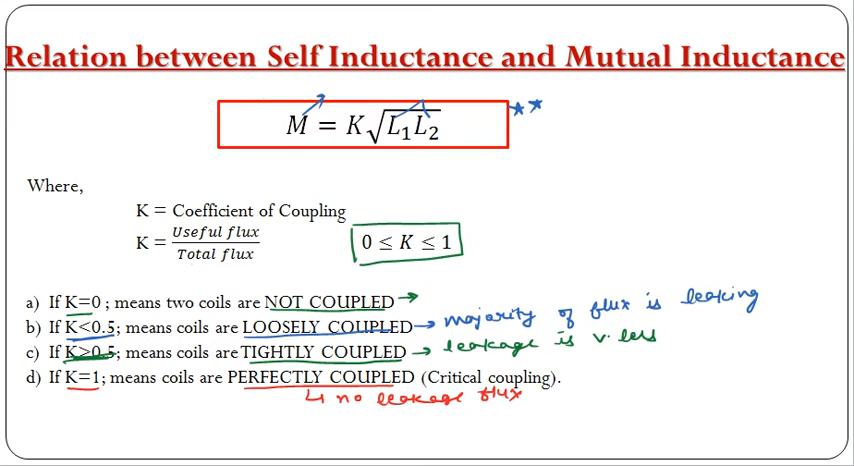 Relation between Self Inductance and Mutual Inductance
M = K√L₁L₂ **
Where,
K = Coefficient of Coupling
K = Useful flux / Total flux    0 ≤ K ≤ 1
a) If K=0 ; means two coils are NOT COUPLED →
b) If K<0.5; means coils are LOOSELY COUPLED → majority of flux is leaking
c) If K>0.5; means coils are TIGHTLY COUPLED → leakage is v. less
d) If K=1; means coils are PERFECTLY COUPLED (Critical coupling).
↳ no leakage flux